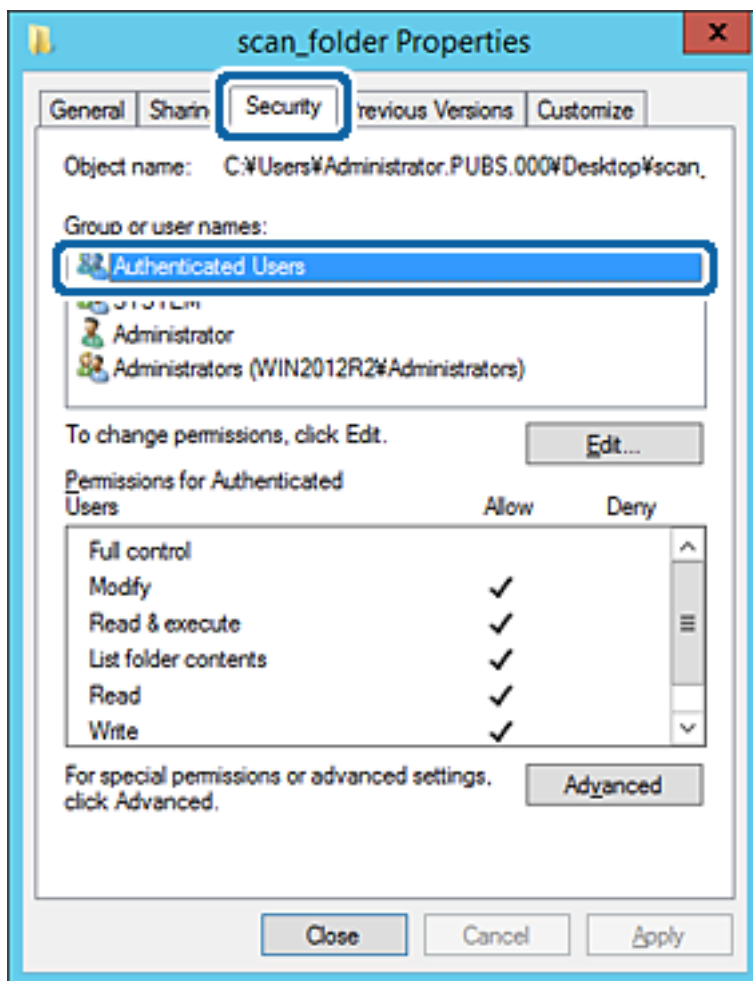 scan_folder Properties
General Sharin Security revious Versions Customize
Object name: C:¥Users¥Administrator.PUBS.000¥Desktop¥scan_
Group or user names:
Authenticated Users
SYSTEM
Administrator
Administrators (WIN2012R2¥Administrators)
To change permissions, click Edit.
Edit...
Permissions for Authenticated
Users Allow Deny
Full control
Modify
Read & execute
List folder contents
Read
Write
For special permissions or advanced settings,
click Advanced.
Advanced
Close Cancel Apply